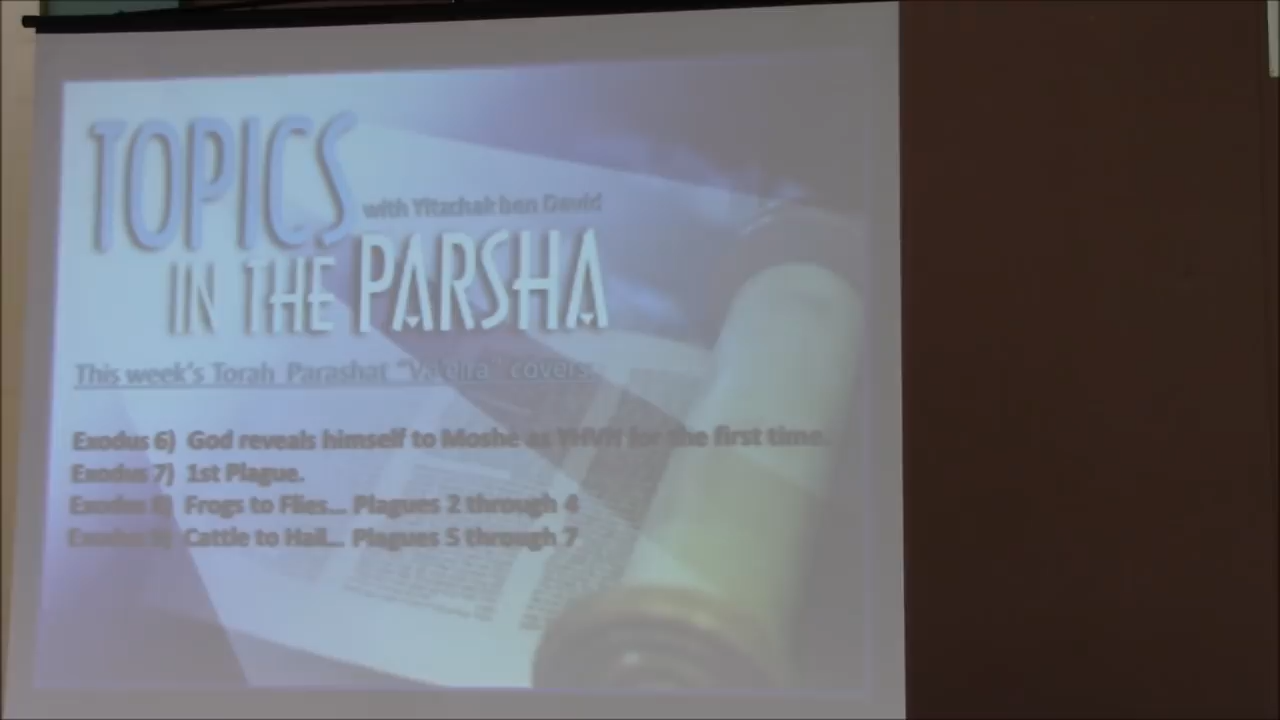 TOPICS
with Yitzchak ben David
IN THE PARSHA
This week's Torah Parashat "Va'eira" covers:
Exodus 6) God reveals himself to Moshe as YHVH for the first time.
Exodus 7) 1st Plague.
Exodus 8) Frogs to Flies... Plagues 2 through 4
Exodus 9) Cattle to Hail... Plagues 5 through 7